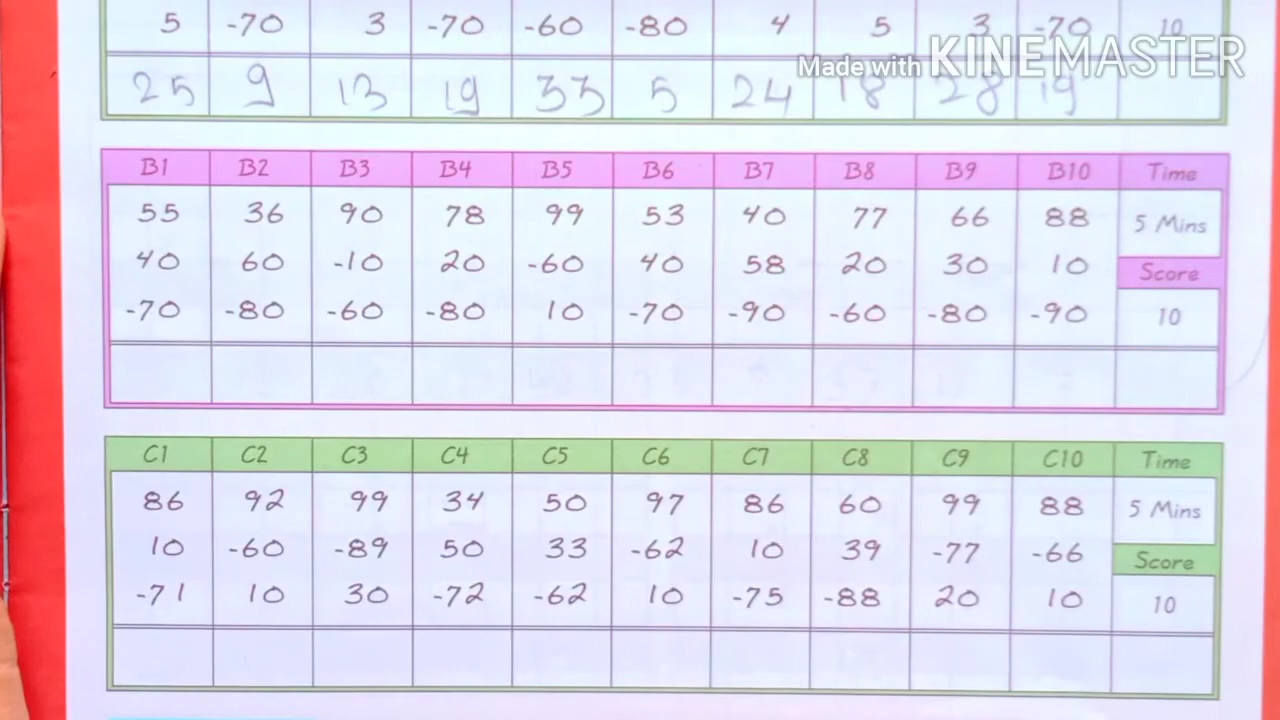 5 -70 3 -70 -60 -80 4 5 3 -70 10
Made with KINEMASTER
25 9 13 19 33 5 24 18 28 19
B1 B2 B3 B4 B5 B6 B7 B8 B9 B10 Time
55 36 90 78 99 53 40 77 66 88 5 Mins
40 60 -10 20 -60 40 58 20 30 10 Score
-70 -80 -60 -80 10 -70 -90 -60 -80 -90 10
C1 C2 C3 C4 C5 C6 C7 C8 C9 C10 Time
86 92 99 34 50 97 86 60 99 88 5 Mins
10 -60 -89 50 33 -62 10 39 -77 -66 Score
-71 10 30 -72 -62 10 -75 -88 20 10 10